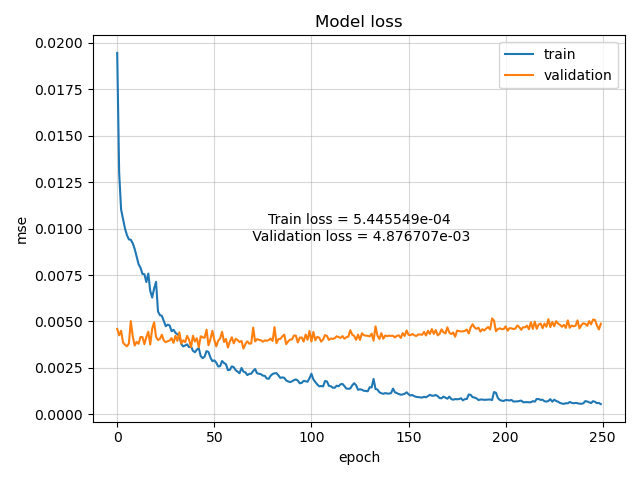 Model loss
0.0200
0.0175
0.0150
0.0125
0.0100
0.0075
0.0050
0.0025
0.0000
mse
train
validation
Train loss = 5.445549e-04
Validation loss = 4.876707e-03
0 50 100 150 200 250
epoch